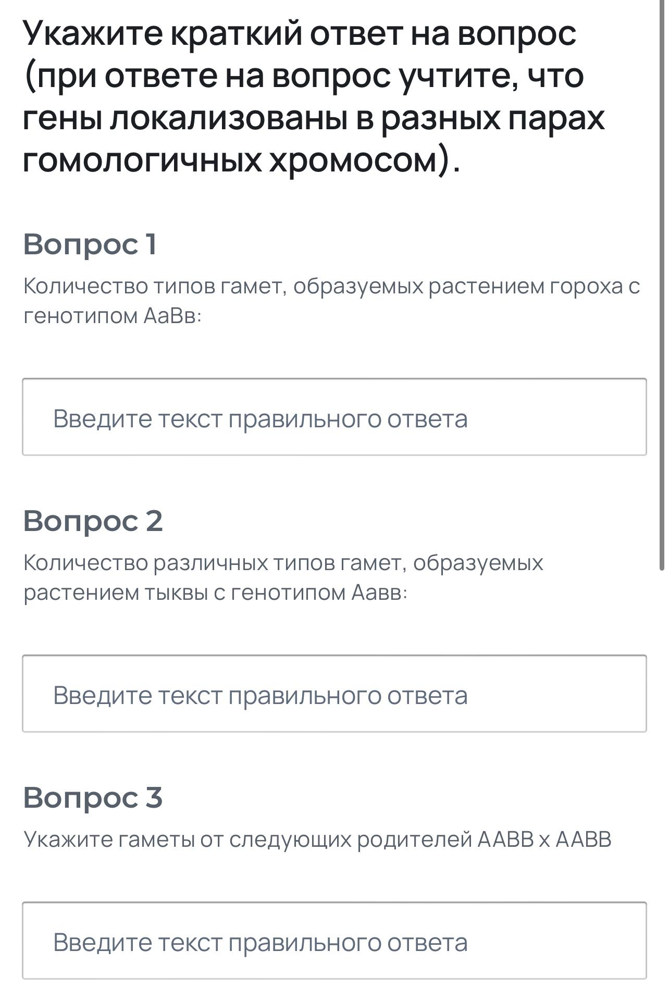 Укажите краткий ответ на вопрос
(при ответе на вопрос учтите, что
гены локализованы в разных парах
гомологичных хромосом).
Вопрос 1
Количество типов гамет, образуемых растением гороха с
генотипом АаВв:
Введите текст правильного ответа
Вопрос 2
Количество различных типов гамет, образуемых
растением тыквы с генотипом Аавв:
Введите текст правильного ответа
Вопрос 3
Укажите гаметы от следующих родителей ААВВ х ААВВ
Введите текст правильного ответа